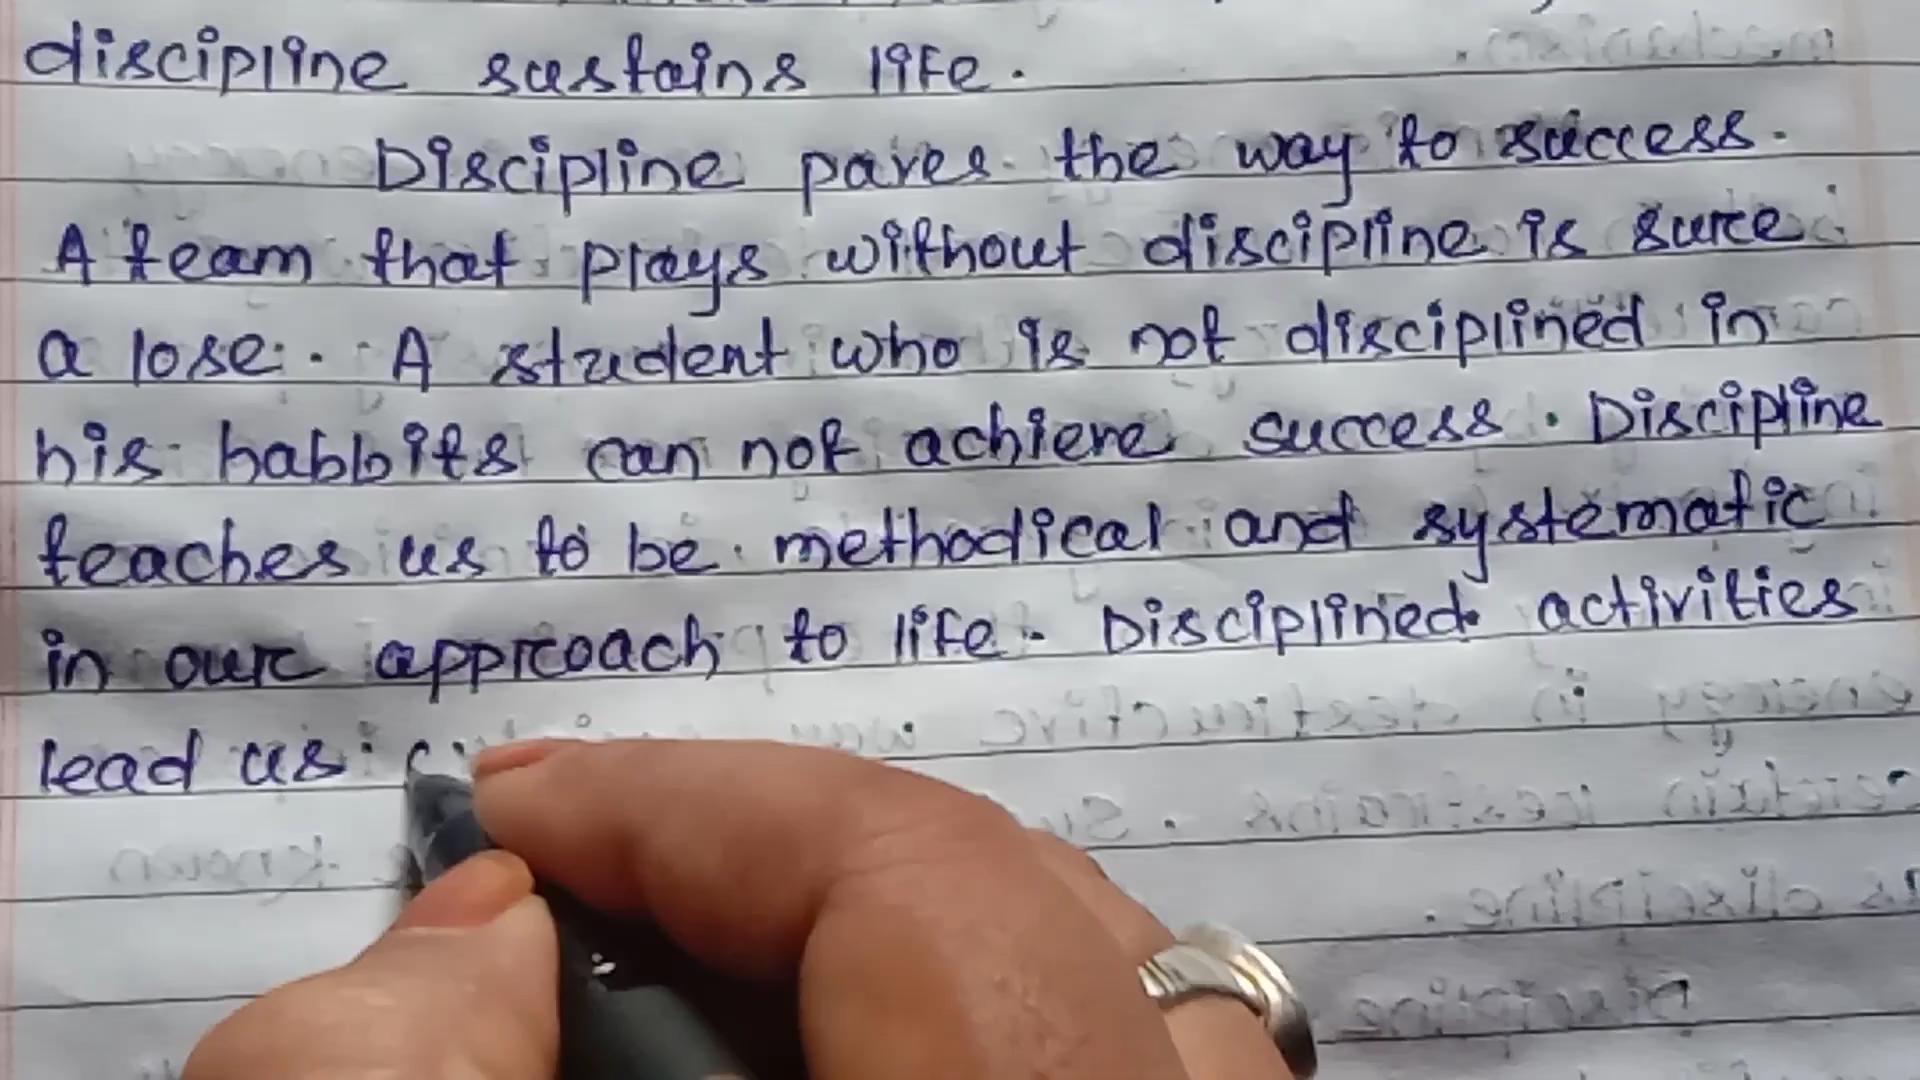 discipline sustains life.
Discipline paves the way to success.
A team that plays without discipline is sure
a lose. A student who is not disciplined in
his habbits can not achieve success. Discipline
teaches us to be methodical and systematic
in our approach to life. Disciplined activities
lead us